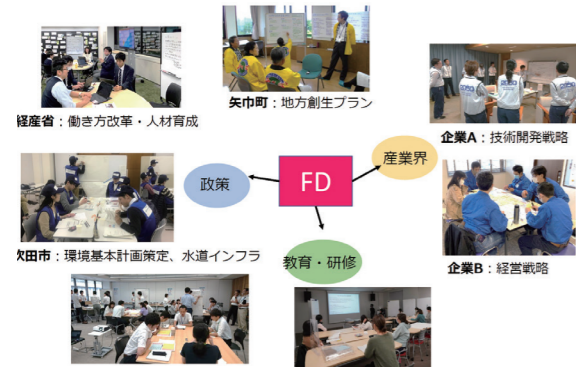 経産省：働き方改革・人材育成
矢巾町：地方創生プラン
企業A：技術開発戦略
政策
FD
産業界
吹田市：環境基本計画策定、水道インフラ
教育・研修
企業B：経営戦略